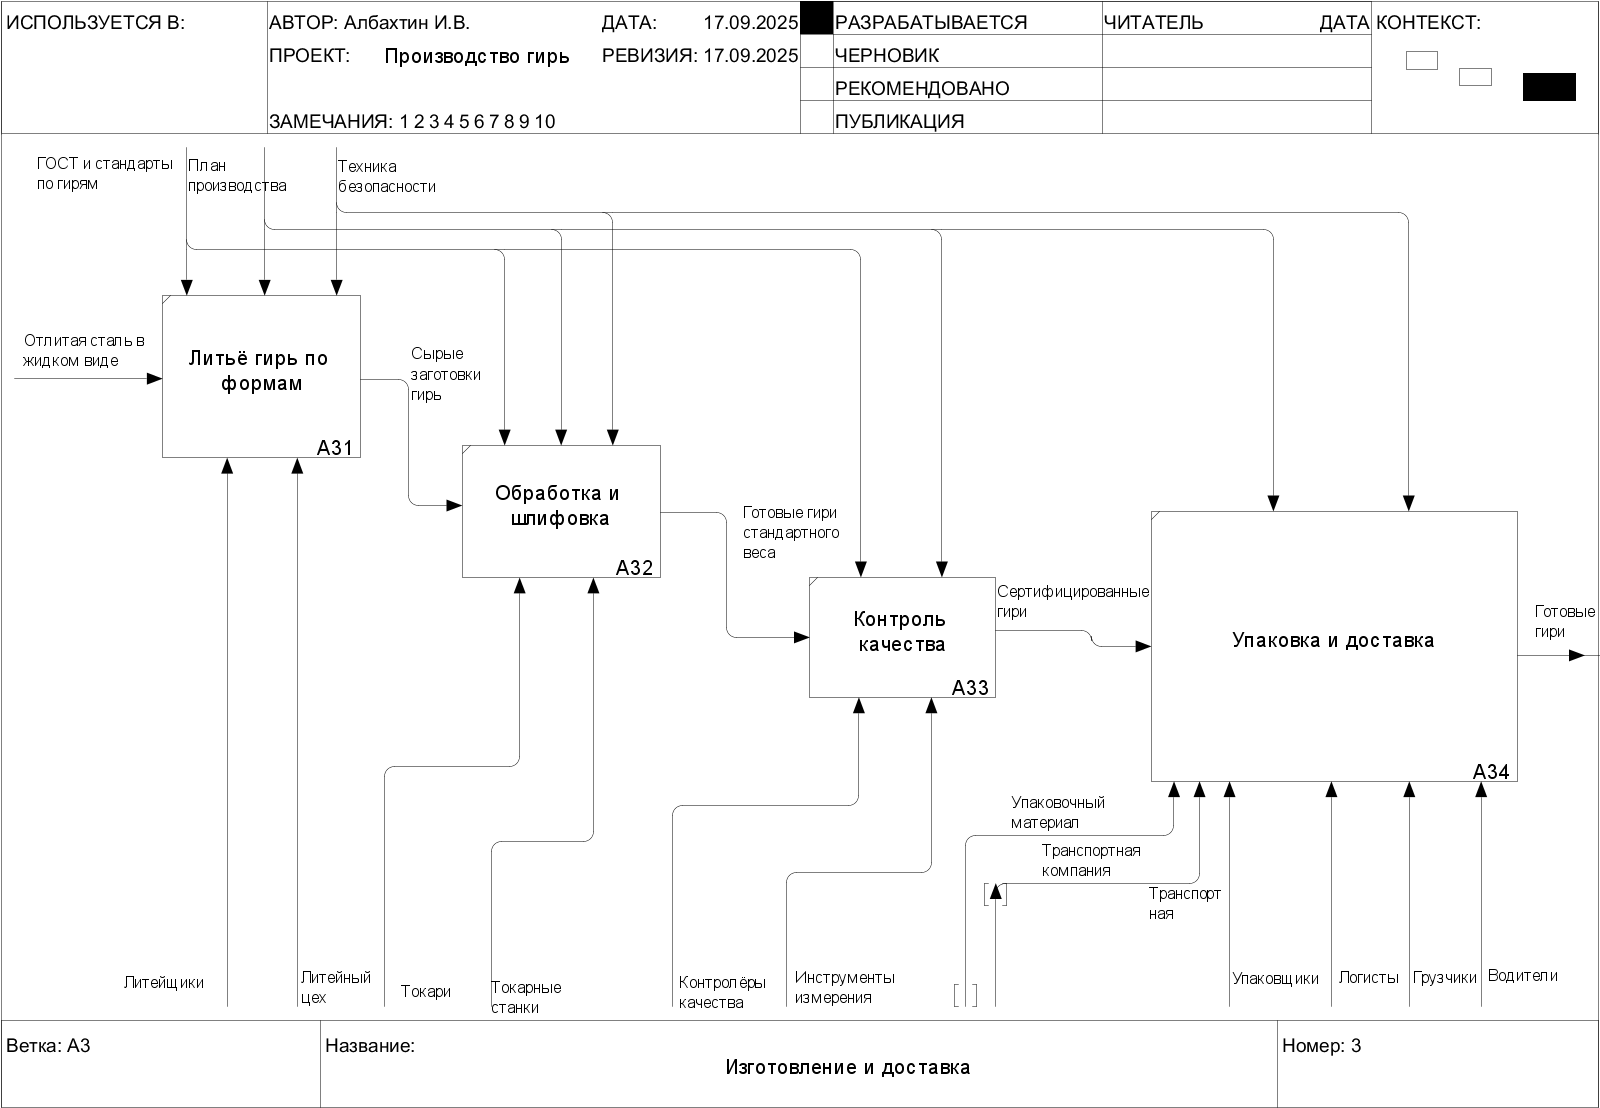 ИСПОЛЬЗУЕТСЯ В:
АВТОР: Албахтин И.В.
ДАТА: 17.09.2025
ПРОЕКТ: Производство гирь
РЕВИЗИЯ: 17.09.2025
ЗАМЕЧАНИЯ: 1 2 3 4 5 6 7 8 9 10
РАЗРАБАТЫВАЕТСЯ
ЧЕРНОВИК
РЕКОМЕНДОВАНО
ПУБЛИКАЦИЯ
ЧИТАТЕЛЬ
ДАТА
КОНТЕКСТ:
ГОСТ и стандарты
по гирям
План
производства
Техника
безопасности
Отлитая сталь в
жидком виде
Литьё гирь по
формам
A31
Сырые
заготовки
гирь
Обработка и
шлифовка
A32
Готовые гири
стандартного
веса
Контроль
качества
A33
Сертифицированные
гири
Упаковка и доставка
A34
Готовые
гири
Упаковочный
материал
Транспортная
компания
Транспорт
ная
Литейщики
Литейный
цех
Токари
Токарные
станки
Контролёры
качества
Инструменты
измерения
Упаковщики
Логисты
Грузчики
Водители
Ветка: A3
Название:
Изготовление и доставка
Номер: 3